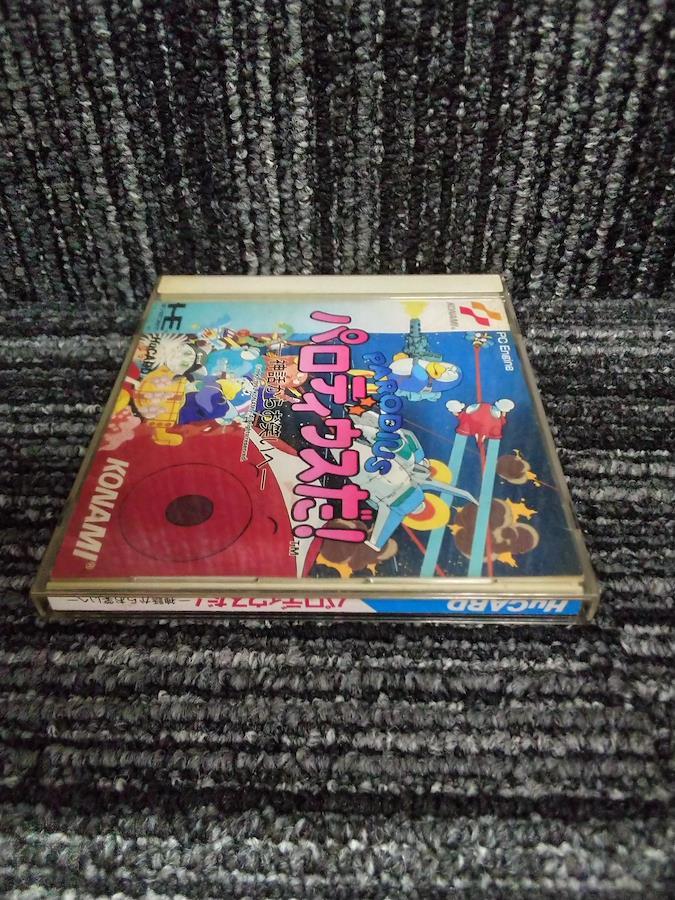 PC Engine
KONAMI
パロディウスだ!
TM
PARODIUS
―神話からお笑いへ―
HE
HuCARD
KONAMI®
HuCARD
パロディウスだ!
―神話からお笑いへ―